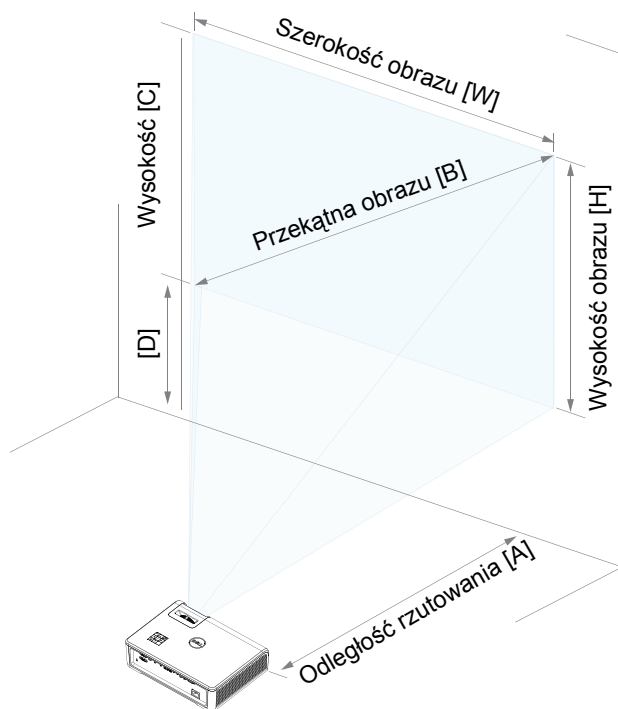 Szerokość obrazu [W]
Wysokość [C]
Przekątna obrazu [B]
Wysokość obrazu [H]
[D]
Odległość rzutowania [A]